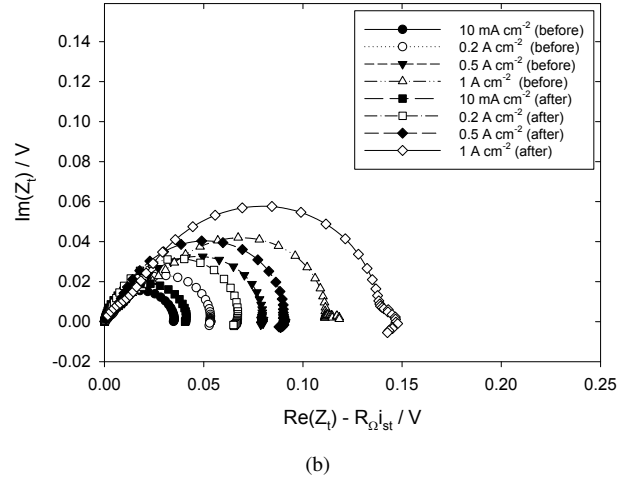 0.14
0.12
0.10
0.08
0.06
0.04
0.02
0.00
-0.02
Im(Zt) / V
10 mA cm-2 (before)
0.2 A cm-2 (before)
0.5 A cm-2 (before)
1 A cm-2 (before)
10 mA cm-2 (after)
0.2 A cm-2 (after)
0.5 A cm-2 (after)
1 A cm-2 (after)
0.00 0.05 0.10 0.15 0.20 0.25
Re(Zt) - RΩist / V
(b)